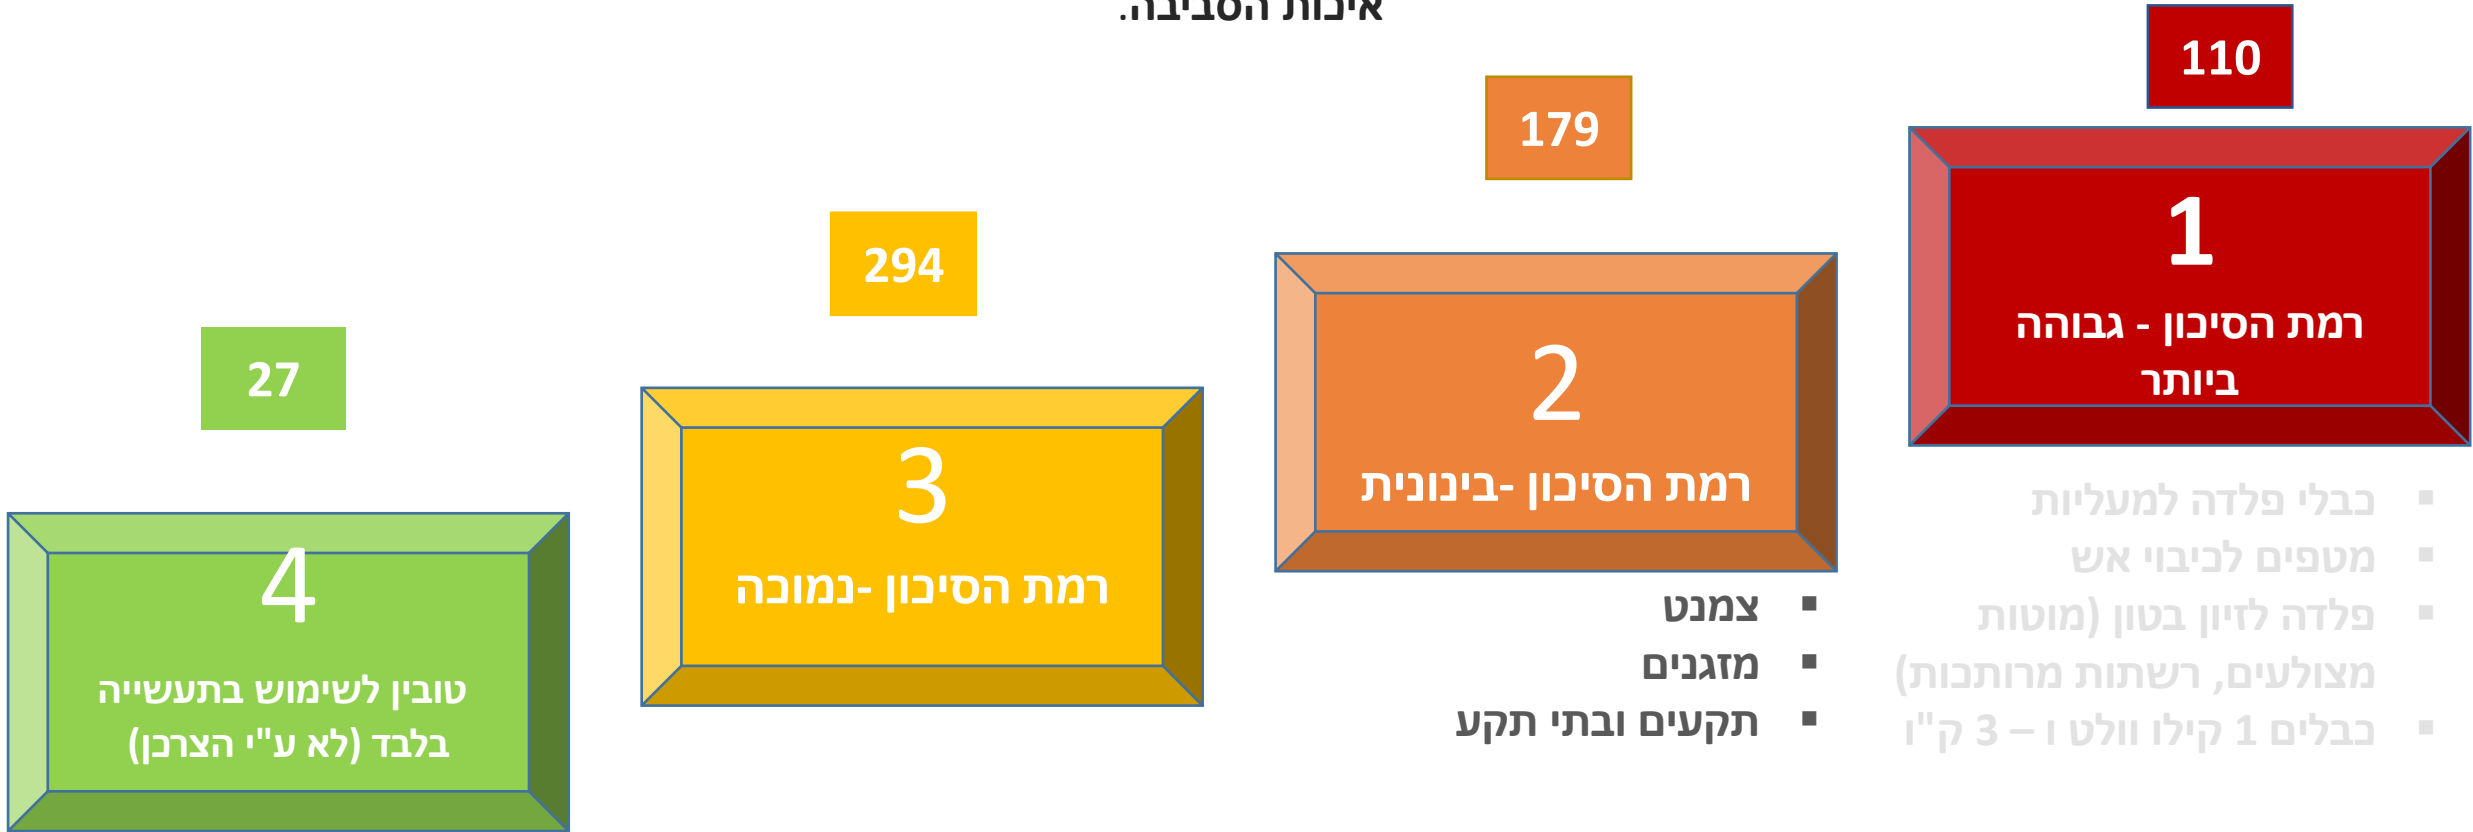 איכות הסביבה.
110
1
רמת הסיכון - גבוהה
ביותר
▪ כבלי פלדה למעליות
▪ מטפים לכיבוי אש
▪ פלדה לזיון בטון (מוטות
מצולעים, רשתות מרותכות)
▪ כבלים 1 קילו וולט ו – 3 ק"ו
179
2
רמת הסיכון -בינונית
▪ צמנט
▪ מזגנים
▪ תקעים ובתי תקע
294
3
רמת הסיכון -נמוכה
27
4
טובין לשימוש בתעשייה
בלבד (לא ע"י הצרכן)